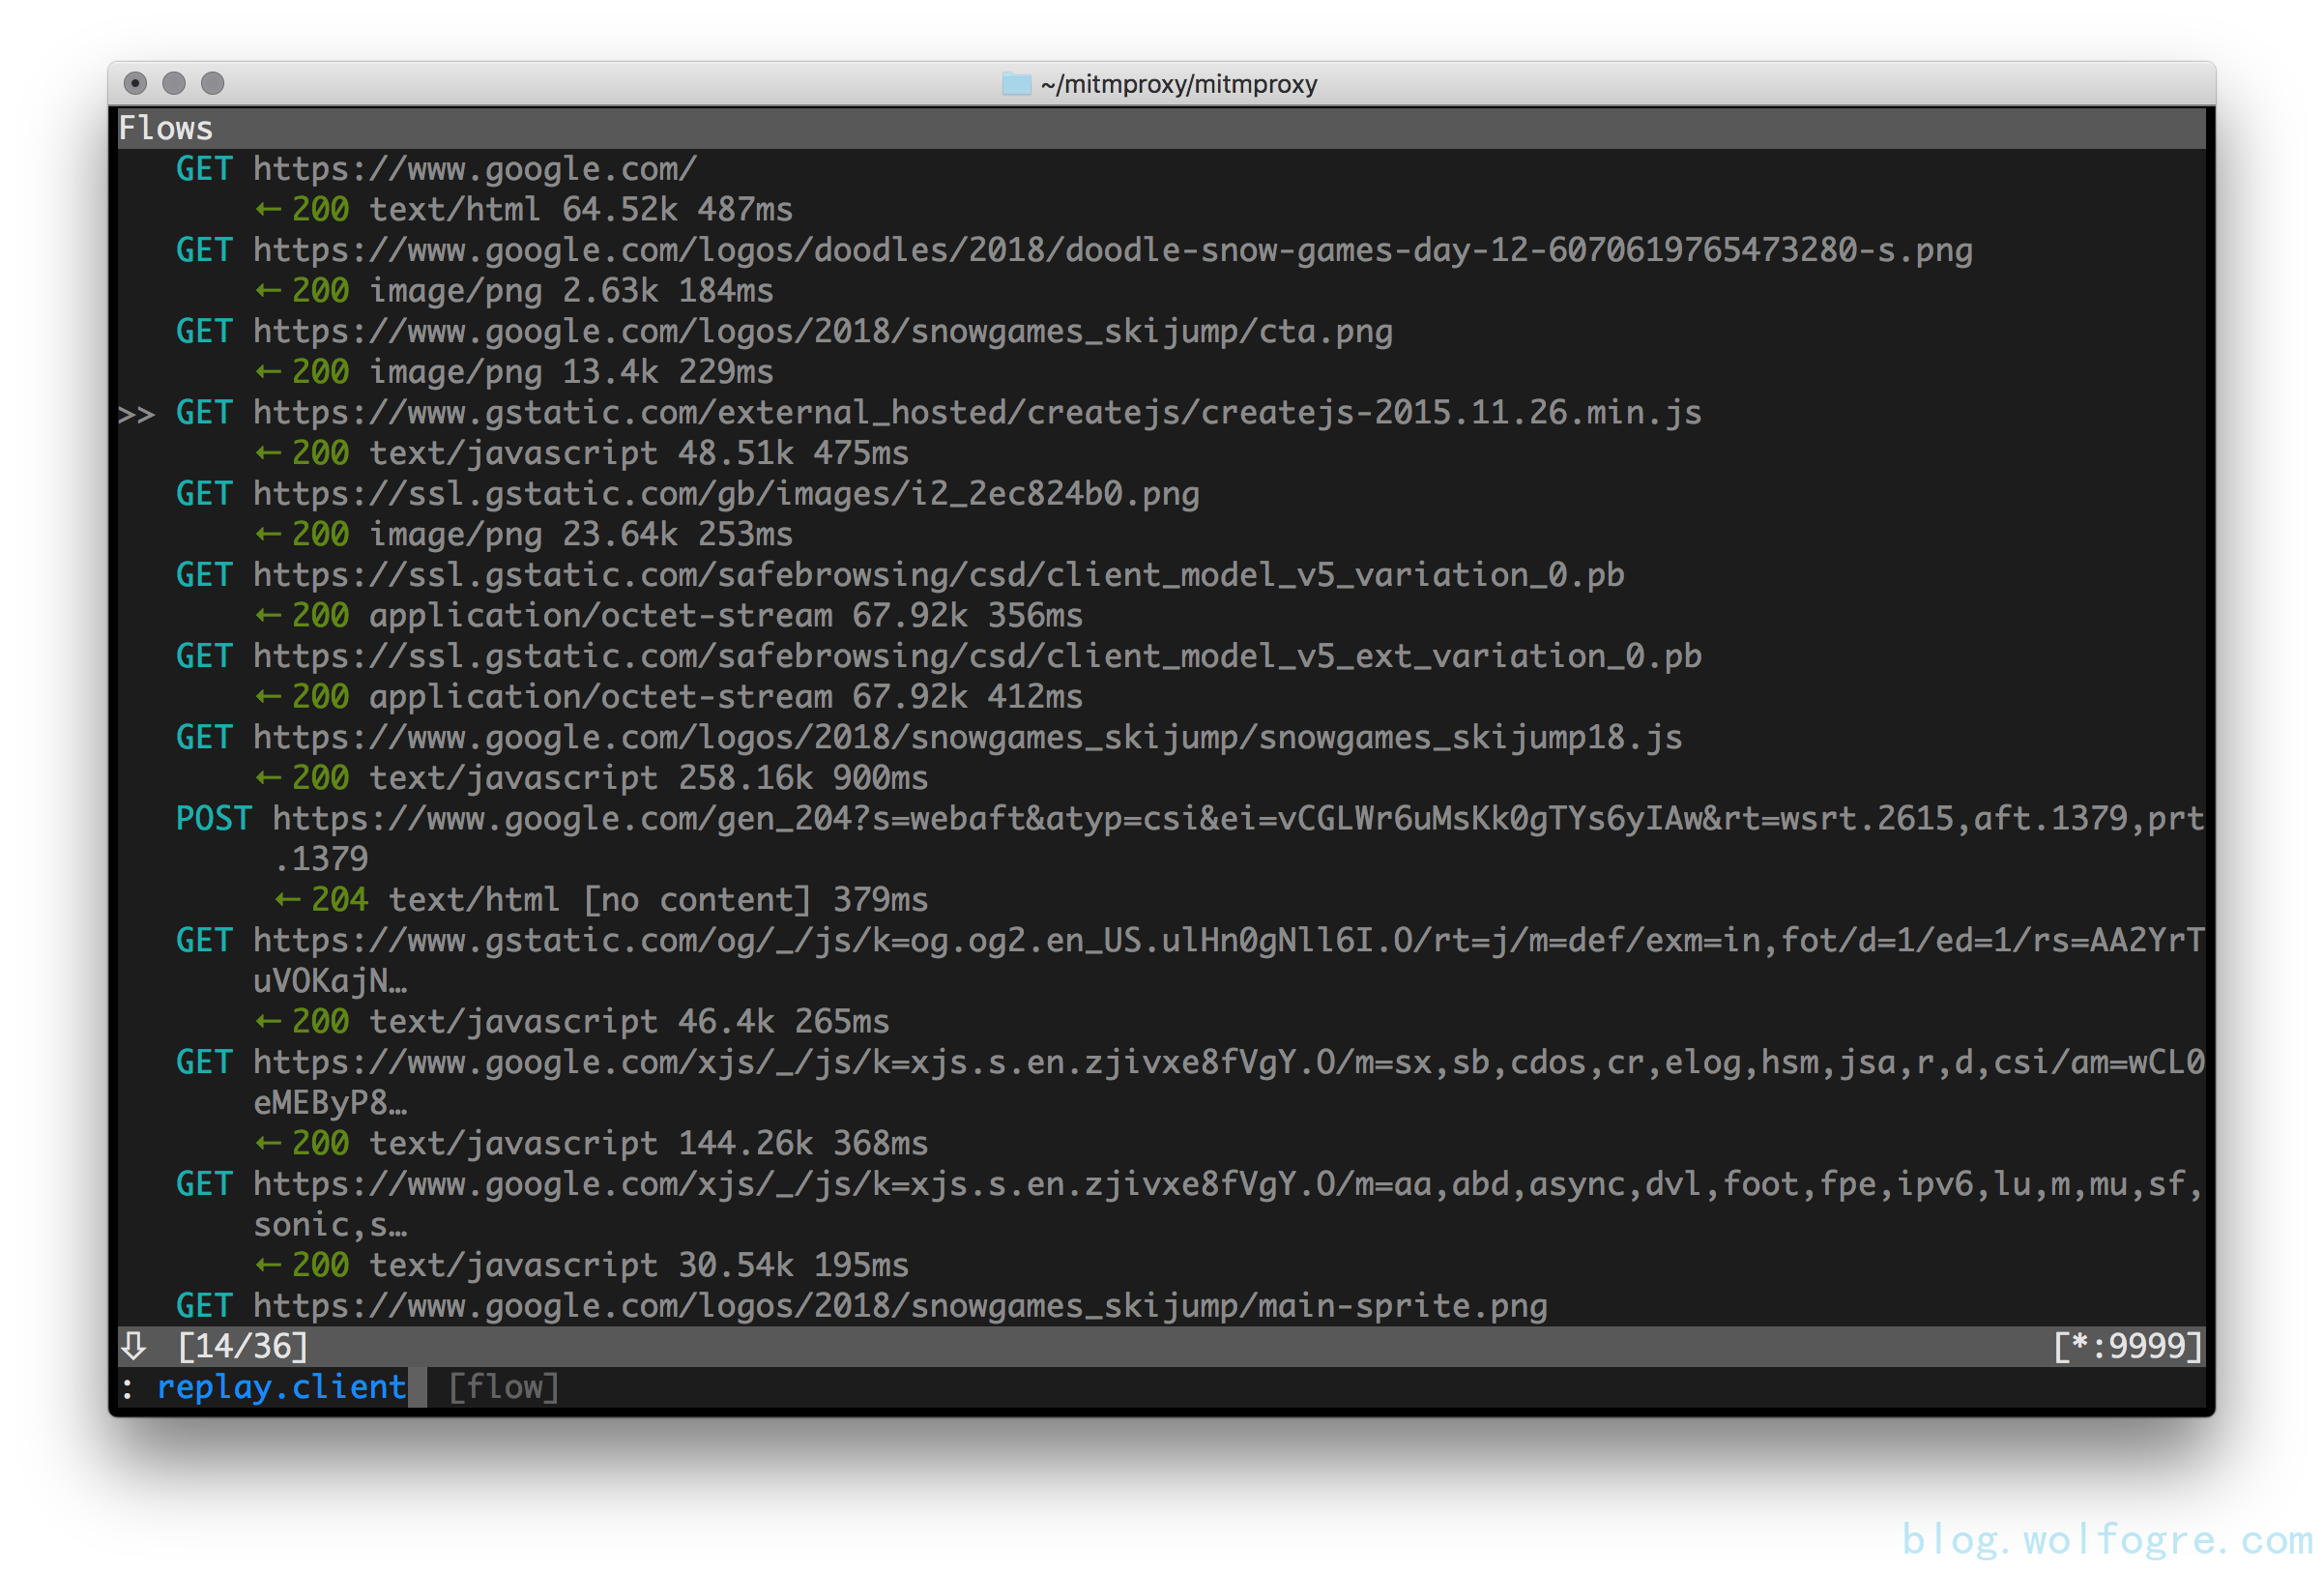 ~/mitmproxy/mitmproxy
Flows
GET https://www.google.com/
← 200 text/html 64.52k 487ms
GET https://www.google.com/logos/doodles/2018/doodle-snow-games-day-12-6070619765473280-s.png
← 200 image/png 2.63k 184ms
GET https://www.google.com/logos/2018/snowgames_skijump/cta.png
← 200 image/png 13.4k 229ms
>> GET https://www.gstatic.com/external_hosted/createjs/createjs-2015.11.26.min.js
← 200 text/javascript 48.51k 475ms
GET https://ssl.gstatic.com/gb/images/i2_2ec824b0.png
← 200 image/png 23.64k 253ms
GET https://ssl.gstatic.com/safebrowsing/csd/client_model_v5_variation_0.pb
← 200 application/octet-stream 67.92k 356ms
GET https://ssl.gstatic.com/safebrowsing/csd/client_model_v5_ext_variation_0.pb
← 200 application/octet-stream 67.92k 412ms
GET https://www.google.com/logos/2018/snowgames_skijump/snowgames_skijump18.js
← 200 text/javascript 258.16k 900ms
POST https://www.google.com/gen_204?s=webaft&atyp=csi&ei=vCGLWr6uMsKk0gTYs6yIAw&rt=wsrt.2615,aft.1379,prt
.1379
← 204 text/html [no content] 379ms
GET https://www.gstatic.com/og/_/js/k=og.og2.en_US.ulHn0gNll6I.O/rt=j/m=def/exm=in,fot/d=1/ed=1/rs=AA2YrT
uVOKajN…
← 200 text/javascript 46.4k 265ms
GET https://www.google.com/xjs/_/js/k=xjs.s.en.zjivxe8fVgY.O/m=sx,sb,cdos,cr,elog,hsm,jsa,r,d,csi/am=wCL0
eMEByP8…
← 200 text/javascript 144.26k 368ms
GET https://www.google.com/xjs/_/js/k=xjs.s.en.zjivxe8fVgY.O/m=aa,abd,async,dvl,foot,fpe,ipv6,lu,m,mu,sf,
sonic,s…
← 200 text/javascript 30.54k 195ms
GET https://www.google.com/logos/2018/snowgames_skijump/main-sprite.png
⇩ [14/36] [*:9999]
: replay.client [flow]
blog.wolfogre.com